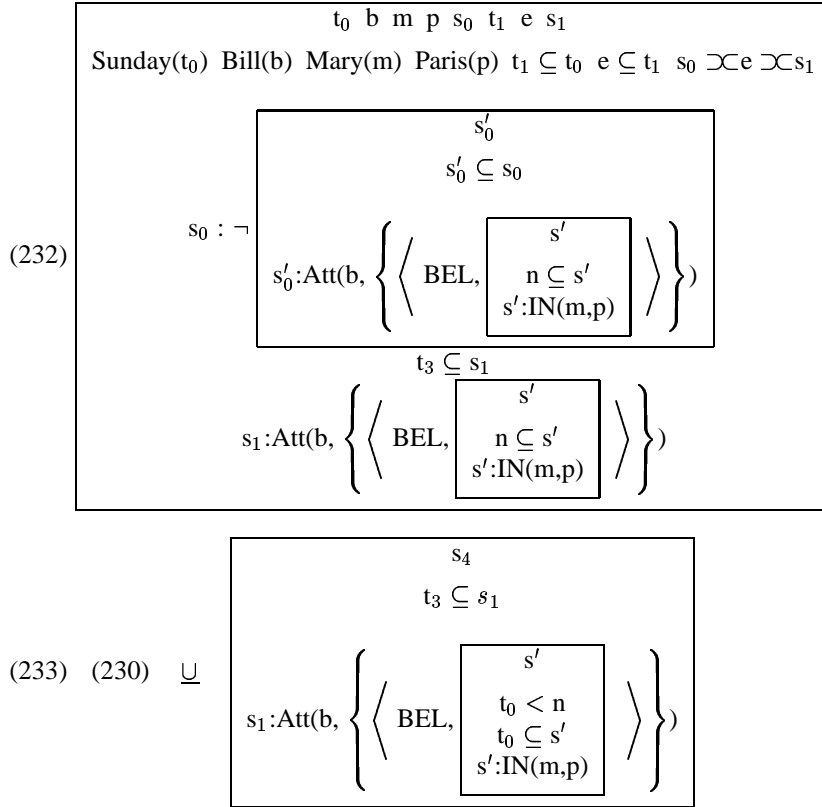 t₀ b m p s₀ t₁ e s₁
Sunday(t₀) Bill(b) Mary(m) Paris(p) t₁ ⊆ t₀ e ⊆ t₁ s₀ ⊃⊂ e ⊃⊂ s₁
s′₀
s′₀ ⊆ s₀
(232) s₀ : ¬
s′
s′₀:Att(b, { ⟨ BEL, n ⊆ s′ ⟩ } )
s′:IN(m,p)
t₃ ⊆ s₁
s′
s₁:Att(b, { ⟨ BEL, n ⊆ s′ ⟩ } )
s′:IN(m,p)
s₄
t₃ ⊆ s₁
(233) (230) ∪
s′
t₀ < n
s₁:Att(b, { ⟨ BEL, t₀ ⊆ s′ ⟩ } )
s′:IN(m,p)